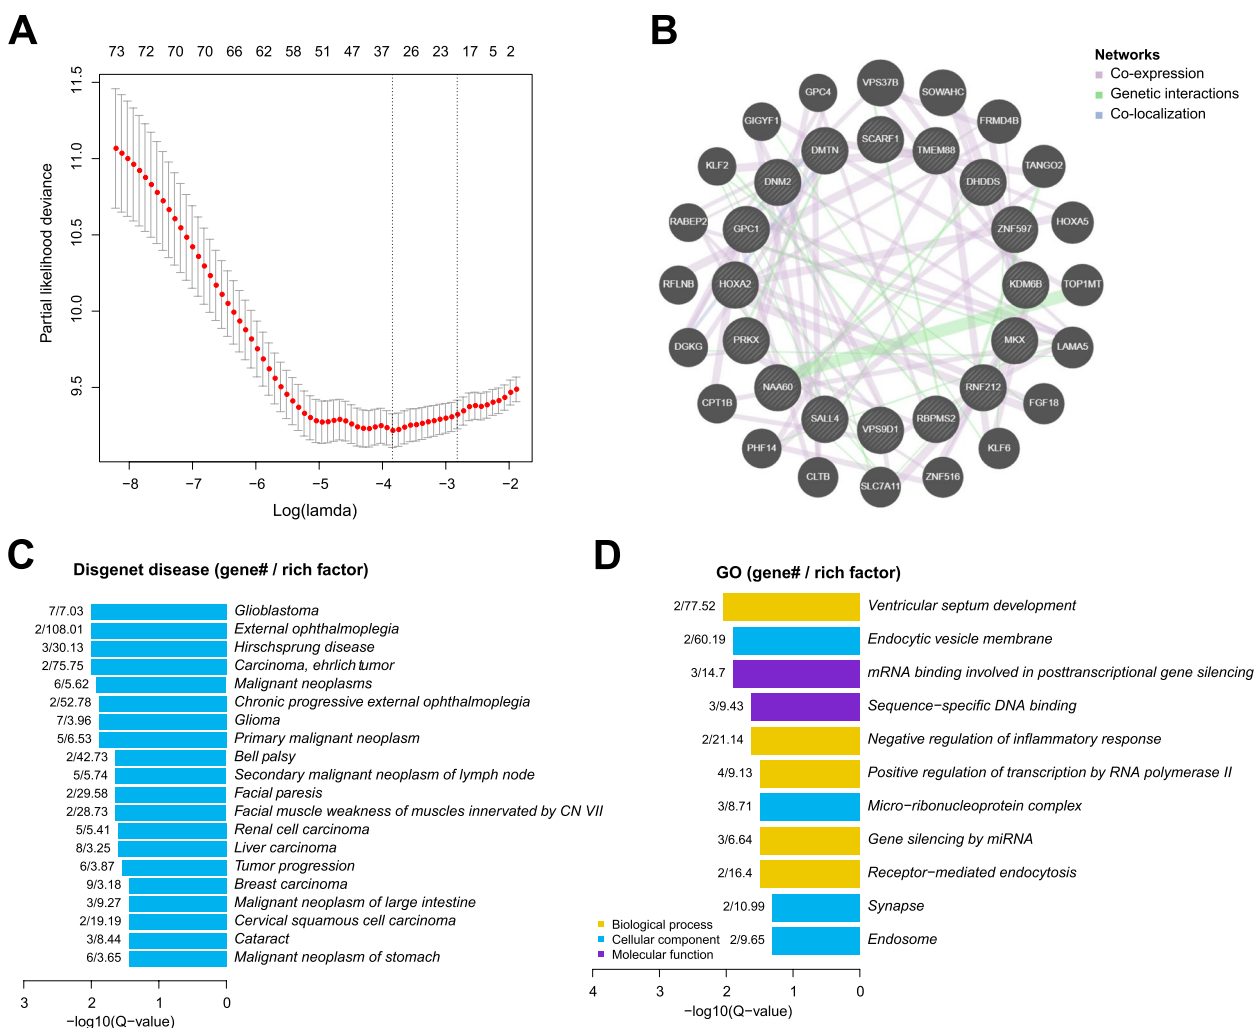 A
73 72 70 70 66 62 58 51 47 37 26 23 17 5 2
Partial likelihood deviance
11.5
11.0
10.5
10.0
9.5
−8 −7 −6 −5 −4 −3 −2
Log(lamda)
B
Networks
Co-expression
Genetic interactions
Co-localization
VPS37B
SOWAHC
FRMD4B
TANGO2
HOXA5
TOP1MT
LAMA5
FGF18
KLF6
ZNF516
SLC7A11
CLTB
PHF14
CPT1B
DGKG
RFLNB
RABEP2
KLF2
GIGYF1
GPC4
SCARF1
TMEM88
DHDDS
ZNF597
KDM6B
MKX
RNF212
RBPMS2
VPS9D1
SALL4
NAA60
PRKX
HOXA2
GPC1
DNM2
DMTN
C
Disgenet disease (gene# / rich factor)
7/7.03 Glioblastoma
2/108.01 External ophthalmoplegia
3/30.13 Hirschsprung disease
2/75.75 Carcinoma, ehrlich tumor
6/5.62 Malignant neoplasms
2/52.78 Chronic progressive external ophthalmoplegia
7/3.96 Glioma
5/6.53 Primary malignant neoplasm
2/42.73 Bell palsy
5/5.74 Secondary malignant neoplasm of lymph node
2/29.58 Facial paresis
2/28.73 Facial muscle weakness of muscles innervated by CN VII
5/5.41 Renal cell carcinoma
8/3.25 Liver carcinoma
6/3.87 Tumor progression
9/3.18 Breast carcinoma
3/9.27 Malignant neoplasm of large intestine
2/19.19 Cervical squamous cell carcinoma
3/8.44 Cataract
6/3.65 Malignant neoplasm of stomach
3 2 1 0
−log10(Q−value)
D
GO (gene# / rich factor)
2/77.52 Ventricular septum development
2/60.19 Endocytic vesicle membrane
3/14.7 mRNA binding involved in posttranscriptional gene silencing
3/9.43 Sequence−specific DNA binding
2/21.14 Negative regulation of inflammatory response
4/9.13 Positive regulation of transcription by RNA polymerase II
3/8.71 Micro−ribonucleoprotein complex
3/6.64 Gene silencing by miRNA
2/16.4 Receptor−mediated endocytosis
2/10.99 Synapse
2/9.65 Endosome
Biological process
Cellular component
Molecular function
4 3 2 1 0
−log10(Q−value)